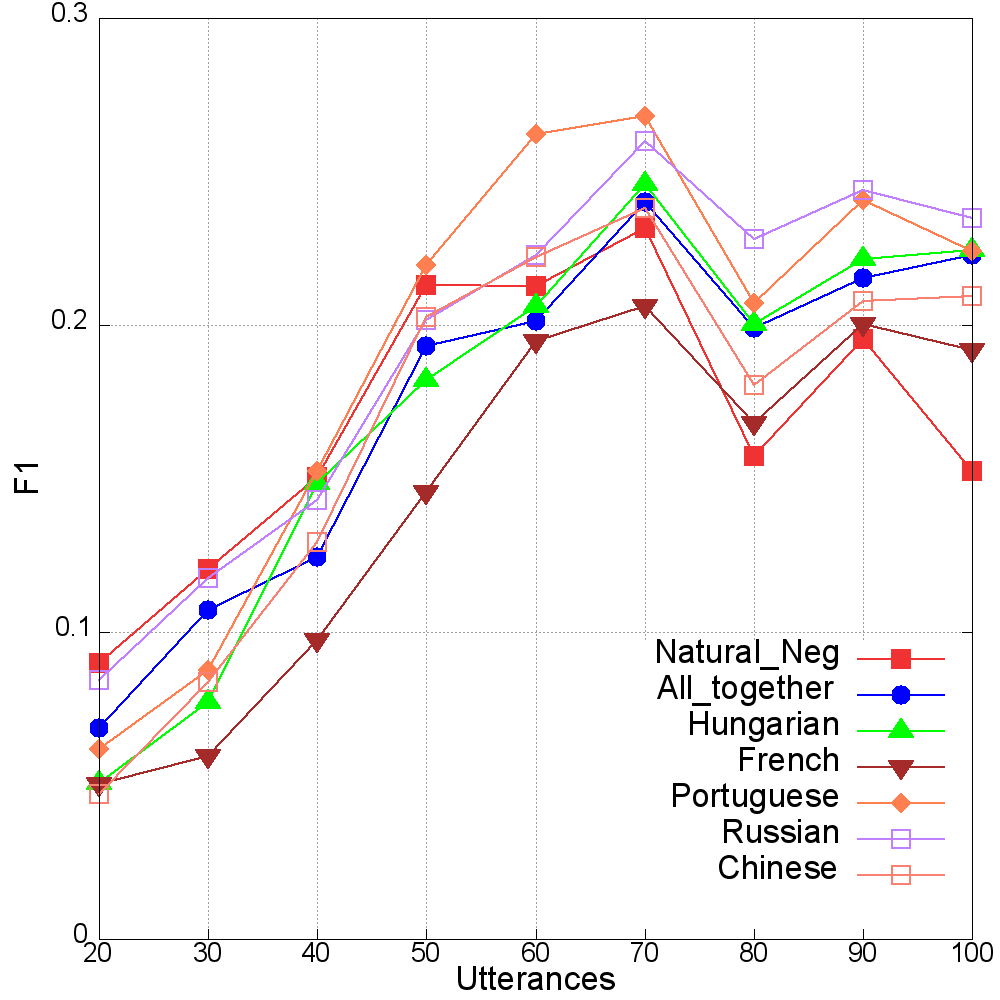 0.3
0.2
0.1
0
F1
Natural_Neg
All_together
Hungarian
French
Portuguese
Russian
Chinese
20 30 40 50 60 70 80 90 100
Utterances